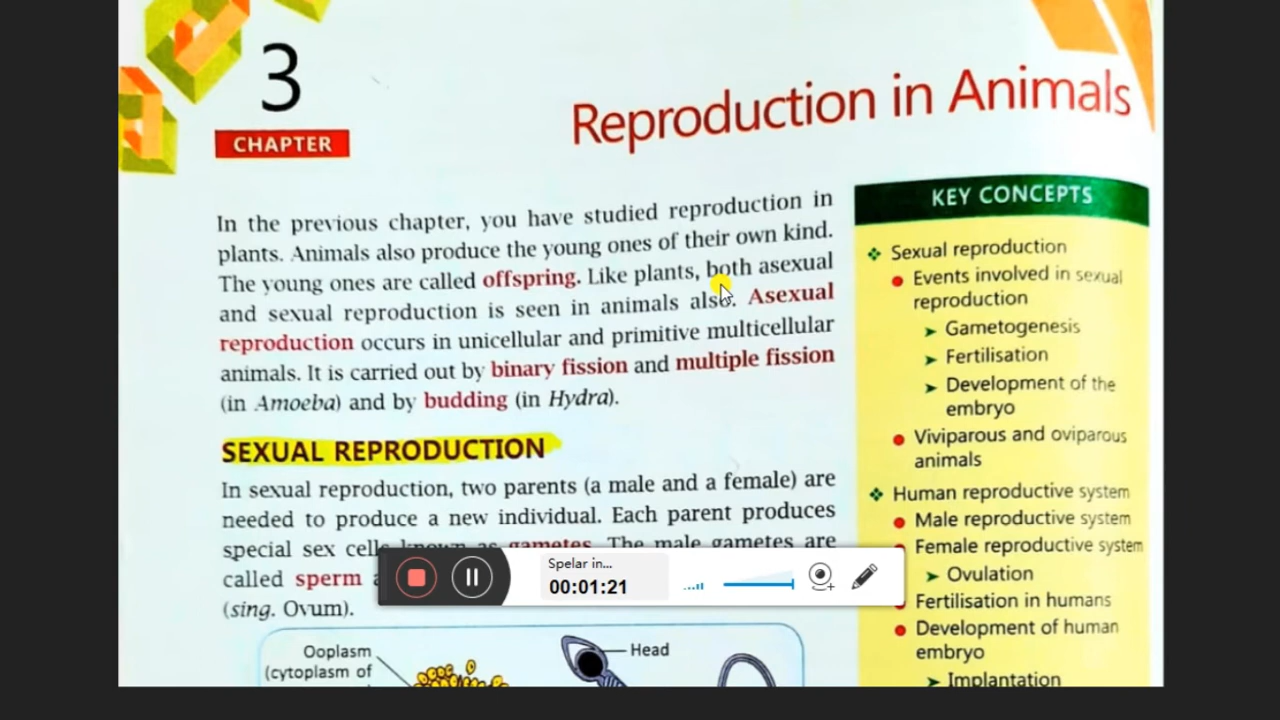 3
CHAPTER
Reproduction in Animals
In the previous chapter, you have studied reproduction in
plants. Animals also produce the young ones of their own kind.
The young ones are called offspring. Like plants, both asexual
and sexual reproduction is seen in animals also. Asexual
reproduction occurs in unicellular and primitive multicellular
animals. It is carried out by binary fission and multiple fission
(in Amoeba) and by budding (in Hydra).
SEXUAL REPRODUCTION
In sexual reproduction, two parents (a male and a female) are
needed to produce a new individual. Each parent produces
special sex cells known as gametes. The male gametes are
called sperm
(sing. Ovum).
Ooplasm
(cytoplasm of
Head
KEY CONCEPTS
Sexual reproduction
Events involved in sexual
reproduction
Gametogenesis
Fertilisation
Development of the
embryo
Viviparous and oviparous
animals
Human reproductive system
Male reproductive system
Female reproductive system
Ovulation
Fertilisation in humans
Development of human
embryo
Implantation
Spelar in...
00:01:21